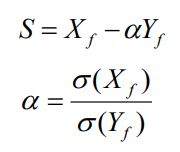 S = X_f − αY_f
α = σ(X_f) / σ(Y_f)